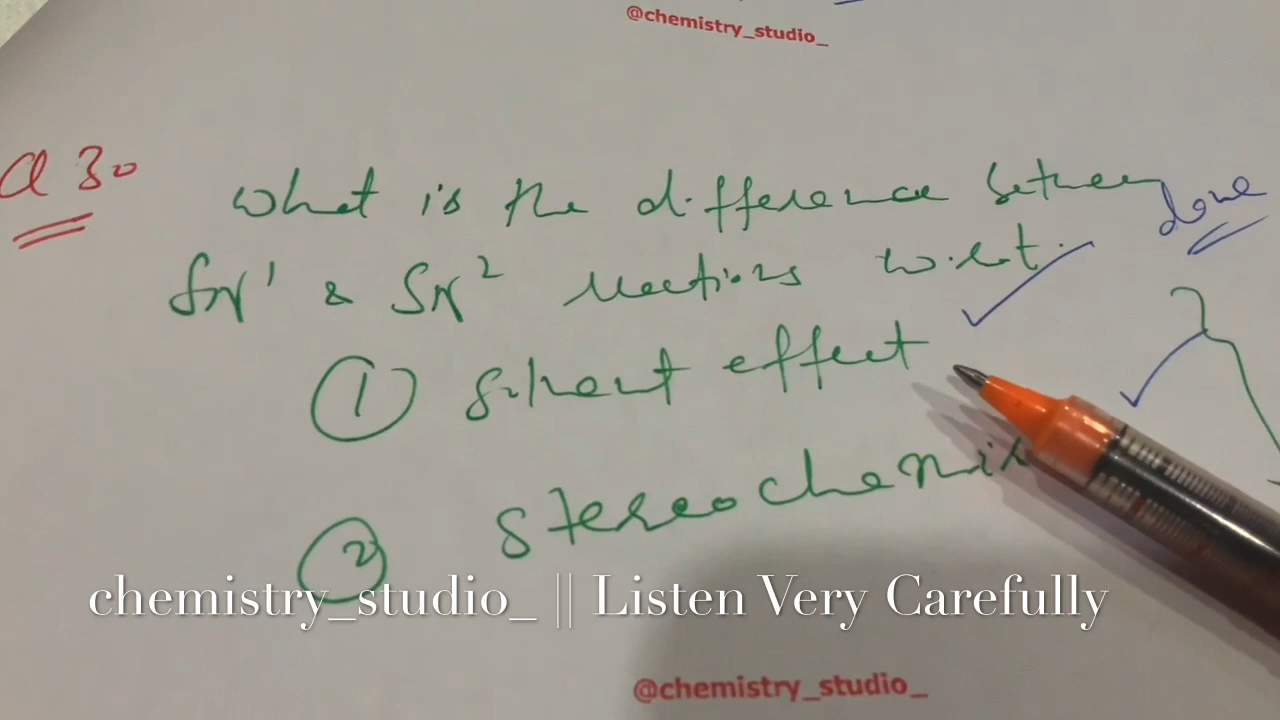 @chemistry_studio_
Q 30
What is the difference between
done
SN1 & SN2 reactions w.r.t.
① solvent effect
② stereochemis
chemistry_studio_ || Listen Very Carefully
@chemistry_studio_